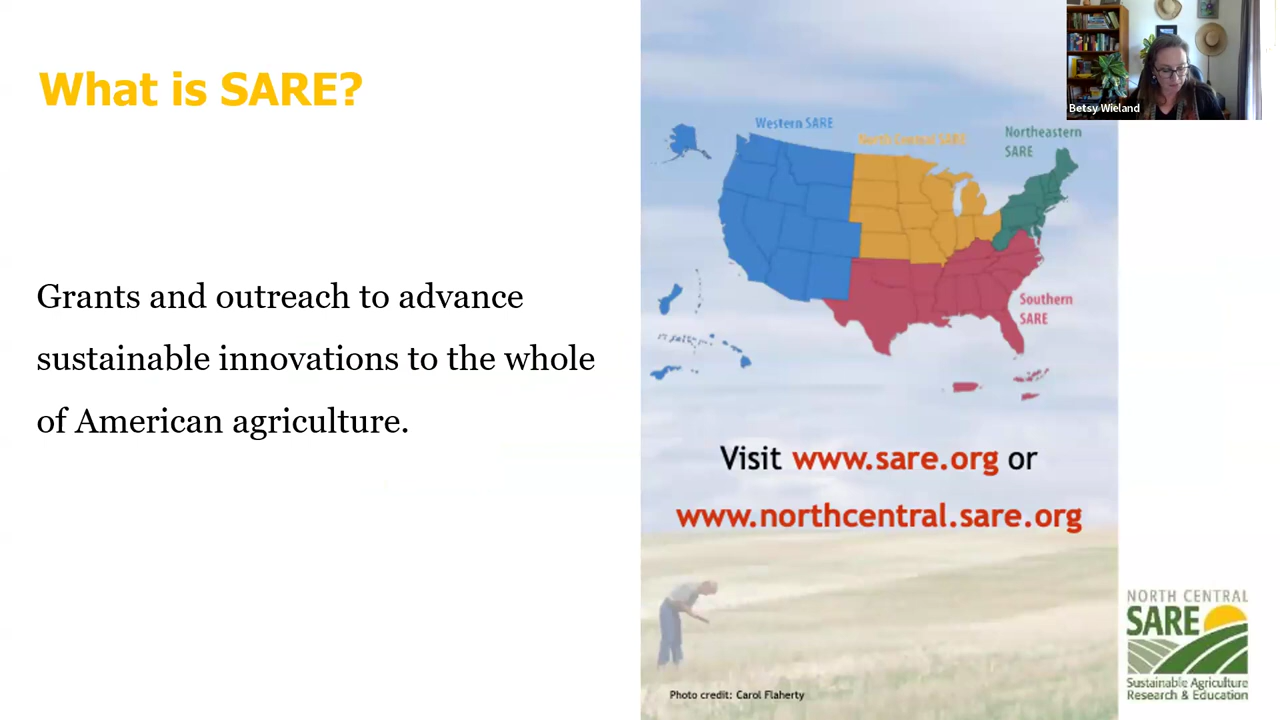 What is SARE?
Grants and outreach to advance
sustainable innovations to the whole
of American agriculture.
Betsy Wieland
Western SARE
North Central SARE
Northeastern
SARE
Southern
SARE
Visit www.sare.org or
www.northcentral.sare.org
Photo credit: Carol Flaherty
NORTH CENTRAL
SARE
Sustainable Agriculture
Research & Education